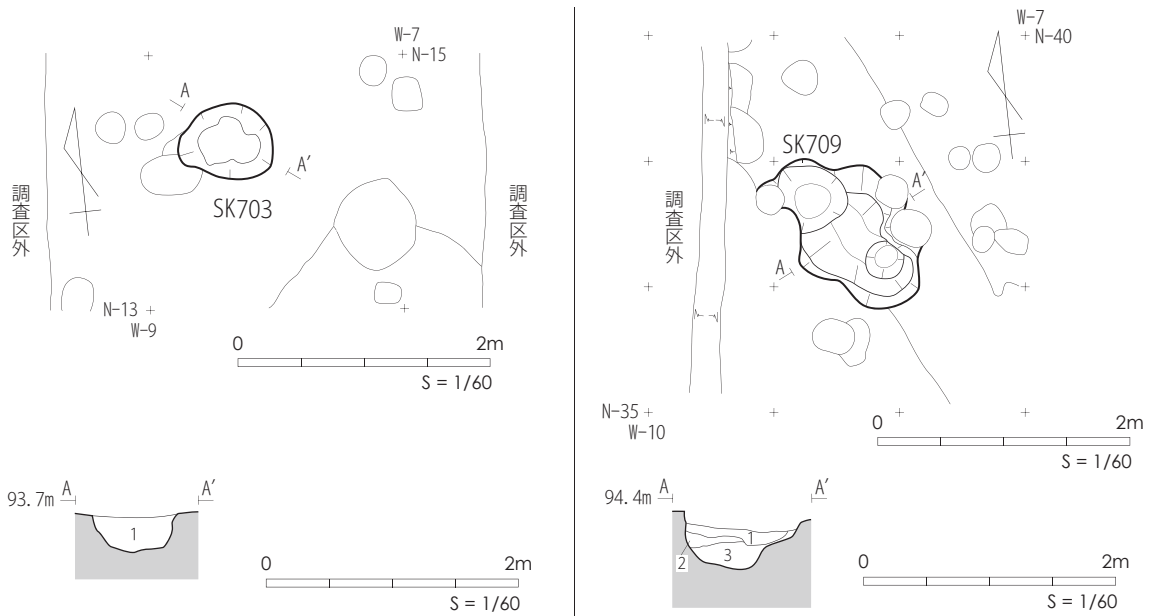 W-7
N-15
A
A'
SK703
調査区外
調査区外
N-13
W-9
0 2m
S = 1/60
93.7m A A'
1
0 2m
S = 1/60
W-7
N-40
SK709
A'
調査区外
A
N-35
W-10
0 2m
S = 1/60
94.4m A A'
1
2 3
0 2m
S = 1/60